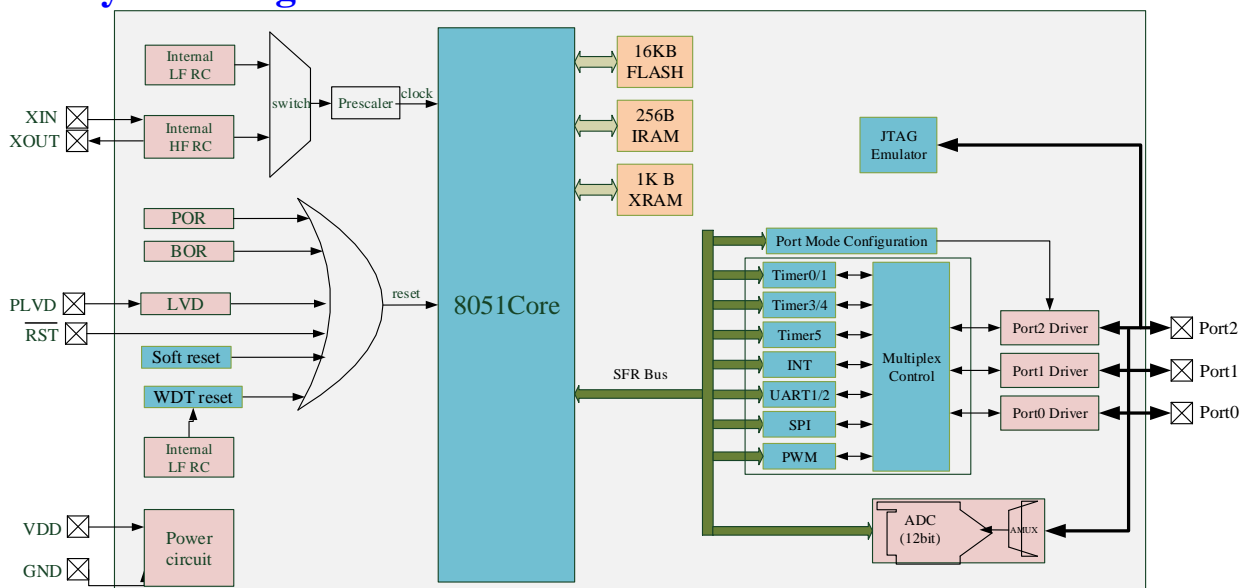 Internal
LF RC
XIN
XOUT
Internal
HF RC
switch
Prescaler
clock
POR
BOR
PLVD
LVD
RST
Soft reset
WDT reset
Internal
LF RC
reset
VDD
GND
Power
circuit
8051Core
16KB
FLASH
256B
IRAM
1K B
XRAM
JTAG
Emulator
SFR Bus
Port Mode Configuration
Timer0/1
Timer3/4
Timer5
INT
UART1/2
SPI
PWM
Multiplex
Control
Port2 Driver
Port1 Driver
Port0 Driver
Port2
Port1
Port0
ADC
(12bit)
AMUX